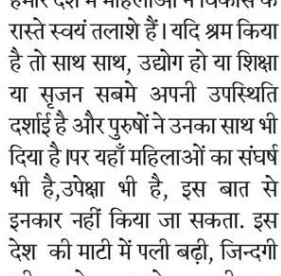 हमारे देश में महिलाओं ने विकास के
रास्ते स्वयं तलाशे हैं। यदि श्रम किया
है तो साथ साथ, उद्योग हो या शिक्षा
या सृजन सबमे अपनी उपस्थिति
दर्शाई है और पुरुषों ने उनका साथ भी
दिया है।पर यहाँ महिलाओं का संघर्ष
भी है,उपेक्षा भी है, इस बात से
इनकार नहीं किया जा सकता. इस
देश की माटी में पली बढ़ी, जिन्दगी